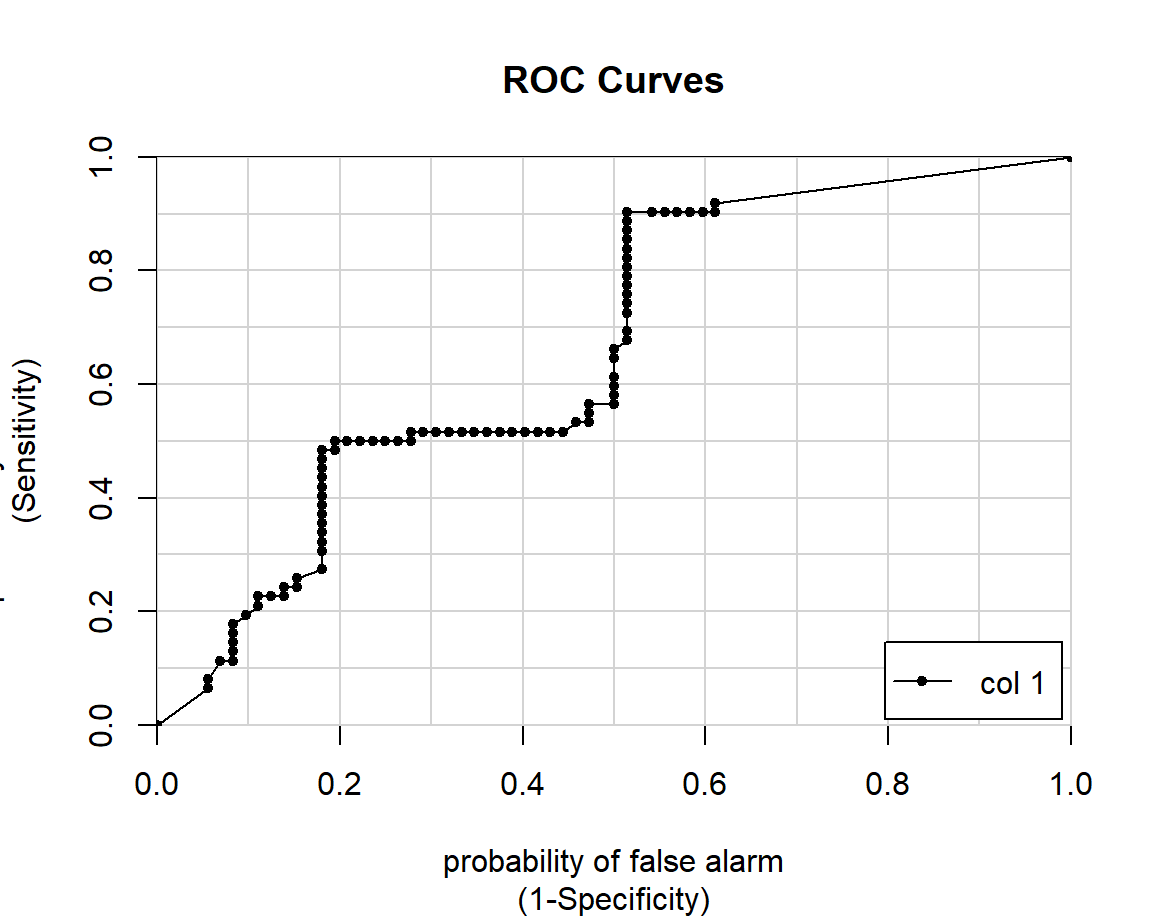 ROC Curves
1.0
0.8
0.6
0.4
0.2
0.0
(Sensitivity)
0.0 0.2 0.4 0.6 0.8 1.0
col 1
probability of false alarm
(1-Specificity)